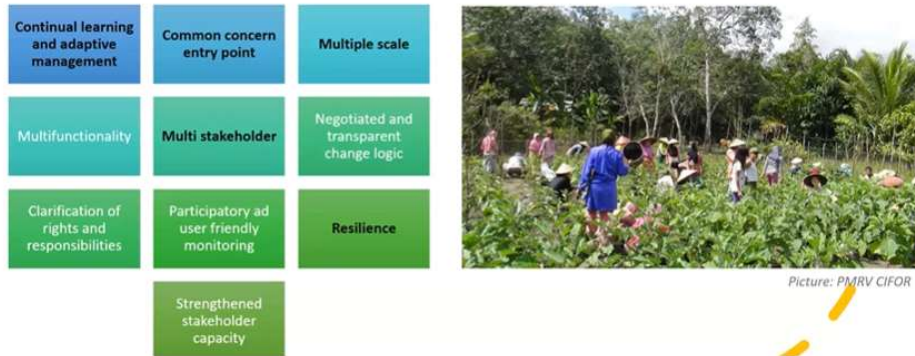 Continual learning
and adaptive
management
Common concern
entry point
Multiple scale
Multifunctionality
Multi stakeholder
Negotiated and
transparent
change logic
Clarification of
rights and
responsibilities
Participatory ad
user friendly
monitoring
Resilience
Strengthened
stakeholder
capacity
Picture: PMRV CIFOR